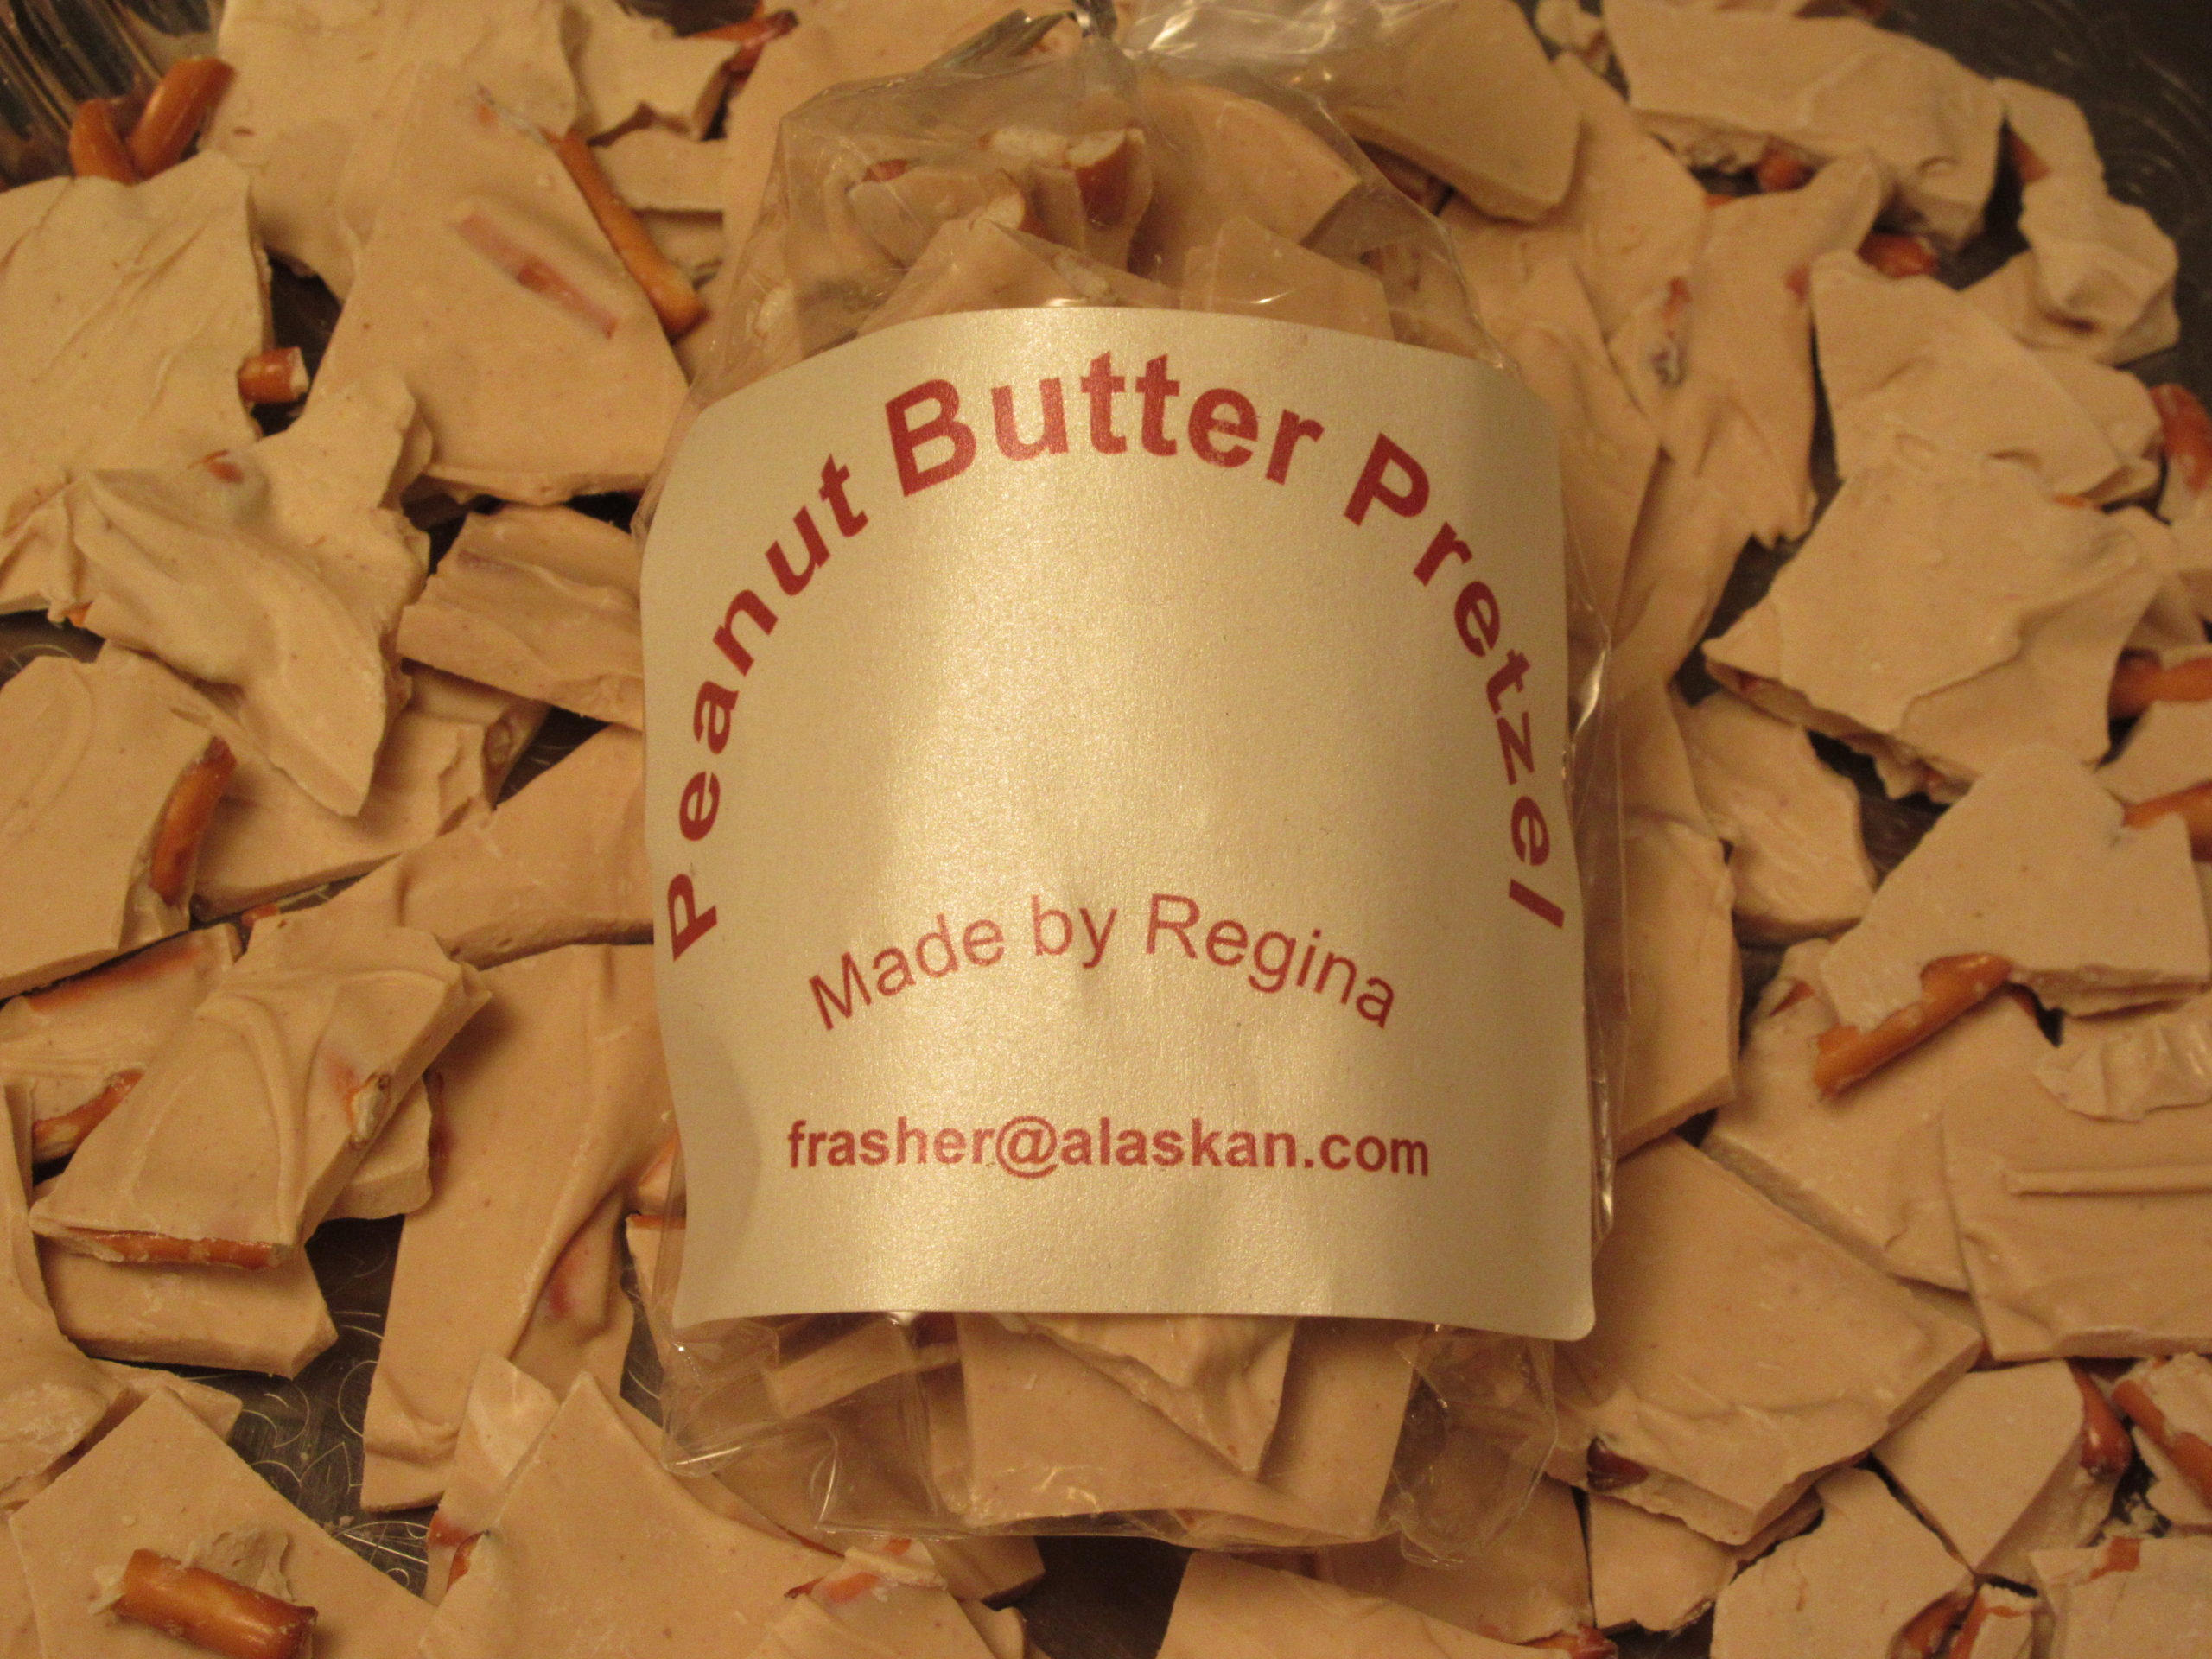 Peanut Butter Pretzel
Made by Regina
frasher@alaskan.com